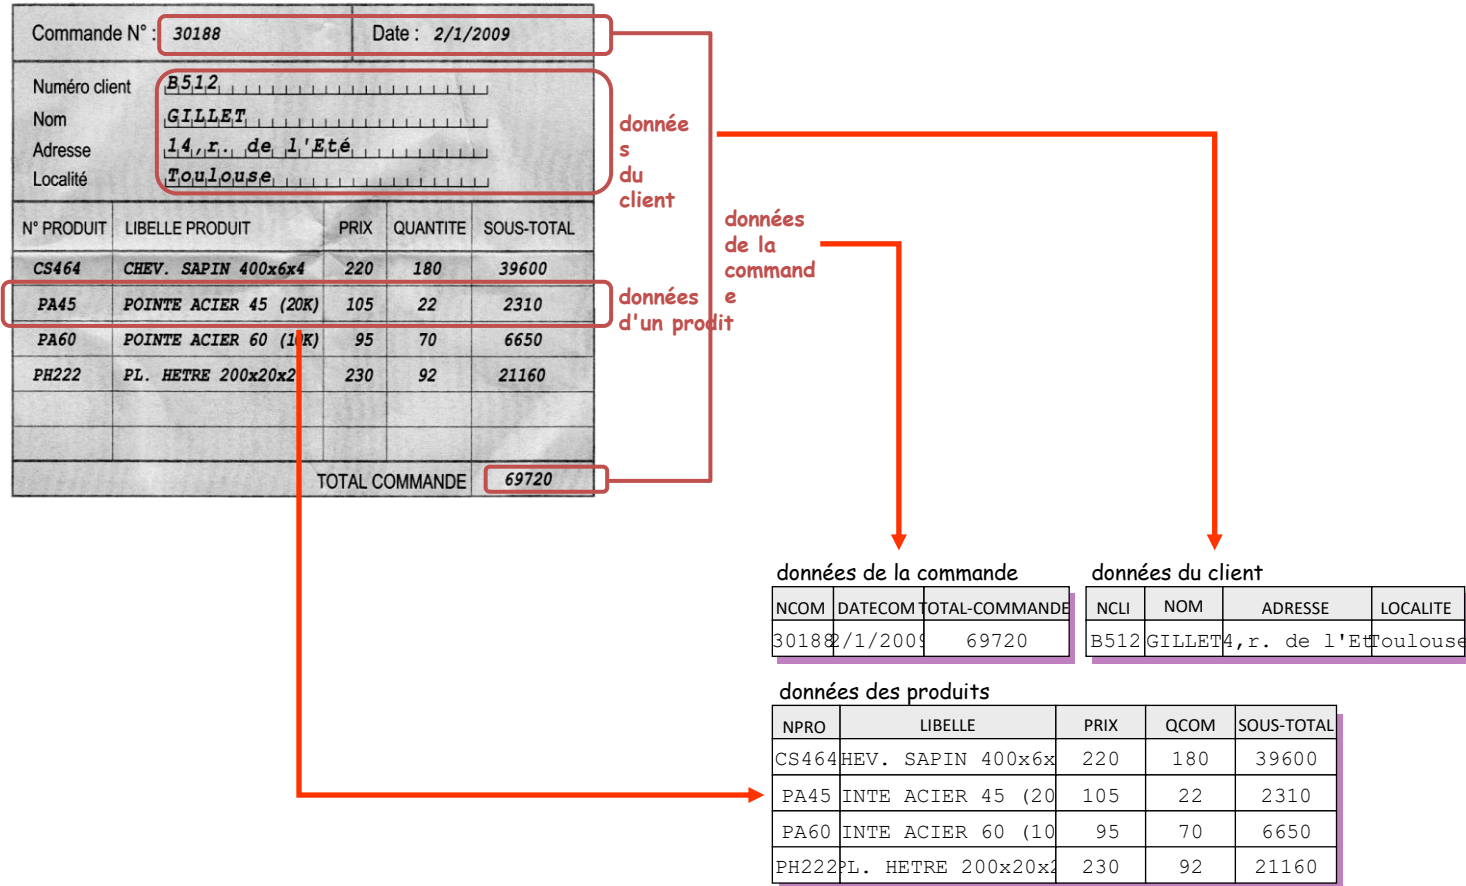 Commande N° : 30188 Date : 2/1/2009
Numéro client B512
Nom GILLET
Adresse 14,r. de l'Eté
Localité Toulouse
N° PRODUIT LIBELLE PRODUIT PRIX QUANTITE SOUS-TOTAL
CS464 CHEV. SAPIN 400x6x4 220 180 39600
PA45 POINTE ACIER 45 (20K) 105 22 2310
PA60 POINTE ACIER 60 (10K) 95 70 6650
PH222 PL. HETRE 200x20x2 230 92 21160
TOTAL COMMANDE 69720
donnée
s
du
client
données
de la
command
e
données
d'un prodit
données de la commande
NCOM DATECOM TOTAL-COMMANDE
30188 2/1/2009 69720
données du client
NCLI NOM ADRESSE LOCALITE
B512 GILLET 4,r. de l'Et Toulouse
données des produits
NPRO LIBELLE PRIX QCOM SOUS-TOTAL
CS464 HEV. SAPIN 400x6x 220 180 39600
PA45 INTE ACIER 45 (20 105 22 2310
PA60 INTE ACIER 60 (10 95 70 6650
PH222 PL. HETRE 200x20x2 230 92 21160